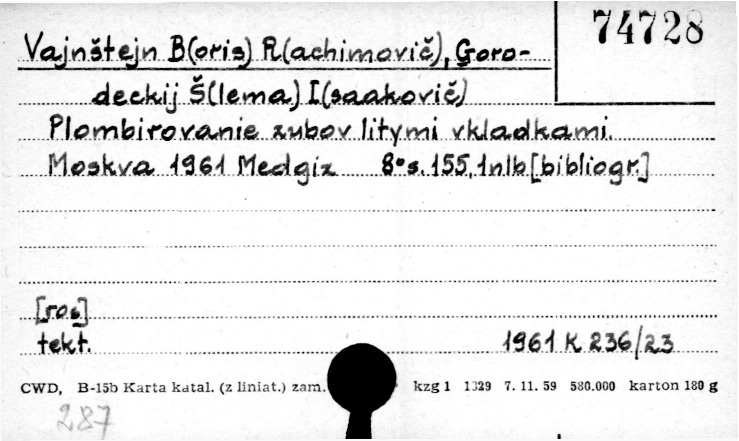 74728
Vajnštejn B(oris) R(achimovič), Goro-
deckij Š(lema) I(saakovič)
Plombirovanie zubov litymi vkladkami.
Moskva 1961 Medgiz 8° s. 155, 1nlb [bibliogr.]
[ros]
tekt. 1961 K 236/23
CWD, B-15b Karta katal. (z liniat.) zam. kzg 1 1329 7. 11. 59 580.000 karton 180 g
287